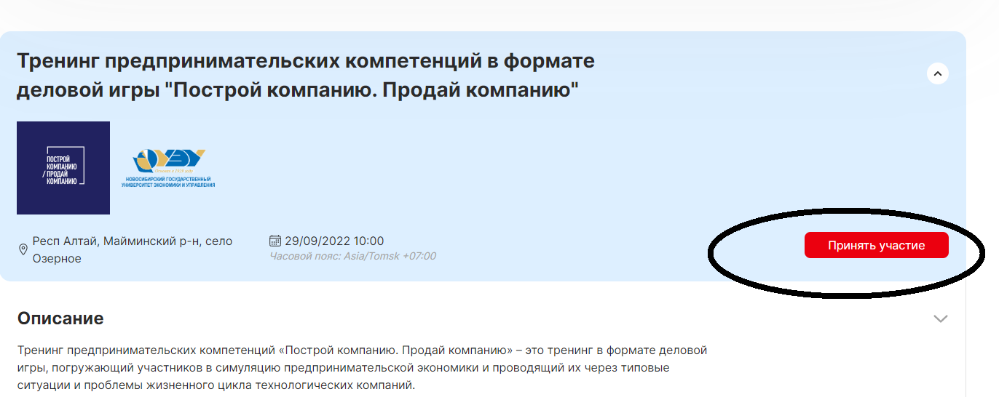 Тренинг предпринимательских компетенций в формате
деловой игры "Построй компанию. Продай компанию"
ПОСТРОЙ
КОМПАНИЮ
/ПРОДАЙ
КОМПАНИЮ
НОВОСИБИРСКИЙ ГОСУДАРСТВЕННЫЙ
УНИВЕРСИТЕТ ЭКОНОМИКИ И УПРАВЛЕНИЯ
Респ Алтай, Майминский р-н, село
Озерное
29/09/2022 10:00
Часовой пояс: Asia/Tomsk +07:00
Принять участие
Описание
Тренинг предпринимательских компетенций «Построй компанию. Продай компанию» – это тренинг в формате деловой
игры, погружающий участников в симуляцию предпринимательской экономики и проводящий их через типовые
ситуации и проблемы жизненного цикла технологических компаний.